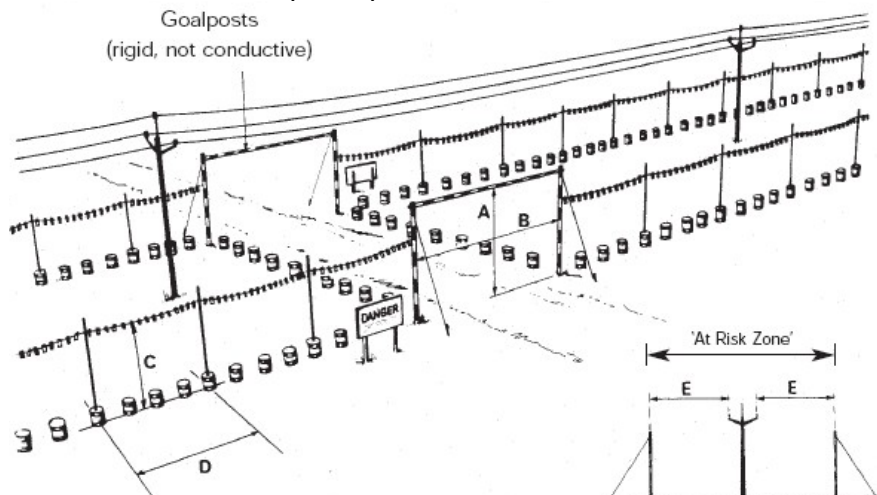 Goalposts
(rigid, not conductive)
A
B
DANGER
C
D
'At Risk Zone'
E E